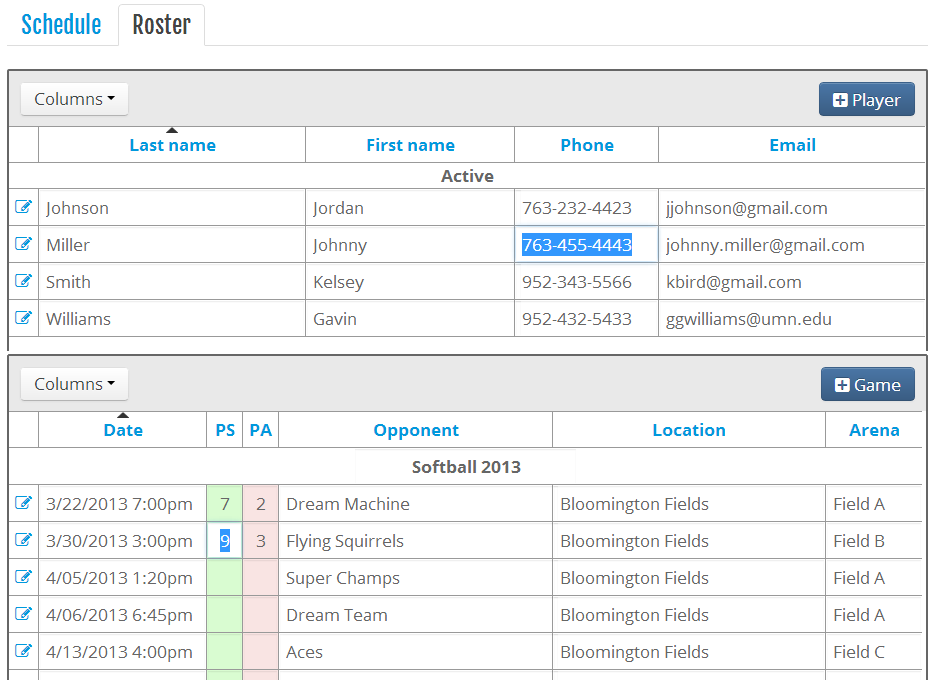 Schedule Roster
Columns Player
Last name First name Phone Email
Active
Johnson Jordan 763-232-4423 jjohnson@gmail.com
Miller Johnny 763-455-4443 johnny.miller@gmail.com
Smith Kelsey 952-343-5566 kbird@gmail.com
Williams Gavin 952-432-5433 ggwilliams@umn.edu
Columns Game
Date PS PA Opponent Location Arena
Softball 2013
3/22/2013 7:00pm 7 2 Dream Machine Bloomington Fields Field A
3/30/2013 3:00pm 9 3 Flying Squirrels Bloomington Fields Field B
4/05/2013 1:20pm Super Champs Bloomington Fields Field A
4/06/2013 6:45pm Dream Team Bloomington Fields Field A
4/13/2013 4:00pm Aces Bloomington Fields Field C